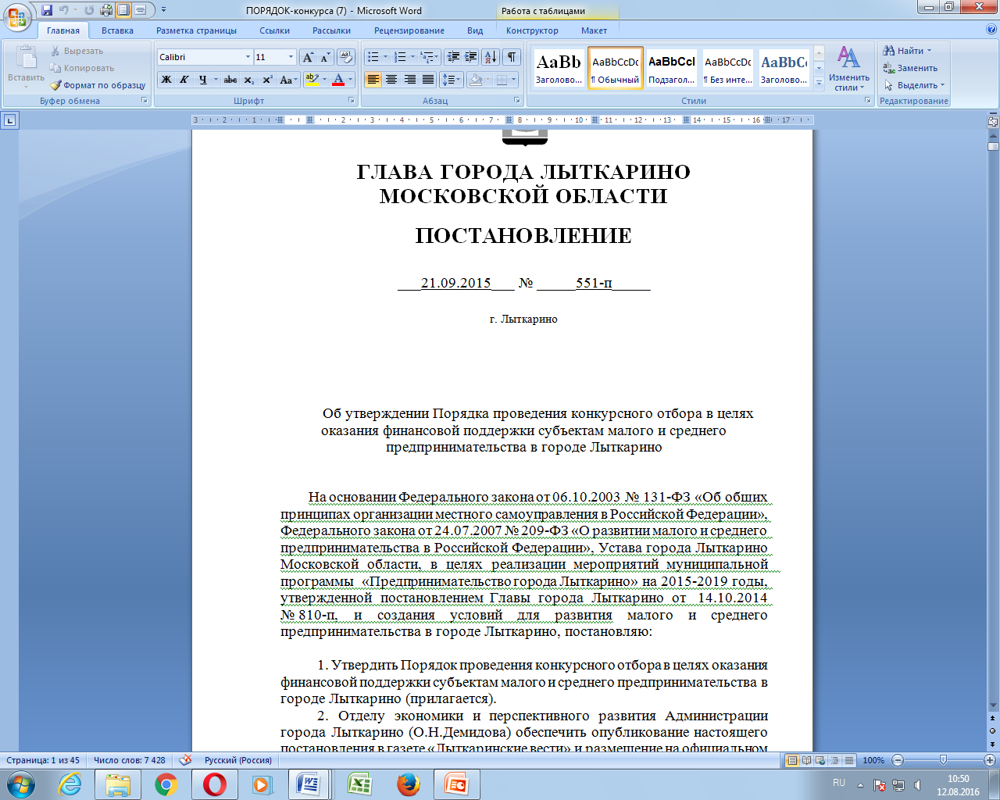 ПОРЯДОК-конкурса (7) - Microsoft Word
Работа с таблицами
Главная Вставка Разметка страницы Ссылки Рассылки Рецензирование Вид Конструктор Макет
Вставить
Вырезать
Копировать
Формат по образцу
Буфер обмена
Calibri 11
Ж К Ч abc x₂ x² Aa
Шрифт
Абзац
AaBb AaBbCcDc AaBbCcI AaBbCcDc AaBbC
Заголово... ¶ Обычный Подзагол... ¶ Без инте... Заголово...
Изменить стили
Стили
Найти
Заменить
Выделить
Редактирование
3 2 1 1 2 3 4 5 6 7 8 9 10 11 12 13 14 15 16 17
ГЛАВА ГОРОДА ЛЫТКАРИНО
МОСКОВСКОЙ ОБЛАСТИ
ПОСТАНОВЛЕНИЕ
___21.09.2015___ № _____551-п_____
г. Лыткарино
Об утверждении Порядка проведения конкурсного отбора в целях
оказания финансовой поддержки субъектам малого и среднего
предпринимательства в городе Лыткарино
На основании Федерального закона от 06.10.2003 № 131-ФЗ «Об общих
принципах организации местного самоуправления в Российской Федерации»,
Федерального закона от 24.07.2007 № 209-ФЗ «О развитии малого и среднего
предпринимательства в Российской Федерации», Устава города Лыткарино
Московской области, в целях реализации мероприятий муниципальной
программы «Предпринимательство города Лыткарино» на 2015-2019 годы,
утвержденной постановлением Главы города Лыткарино от 14.10.2014
№ 810-п, и создания условий для развития малого и среднего
предпринимательства в городе Лыткарино, постановляю:
1. Утвердить Порядок проведения конкурсного отбора в целях оказания
финансовой поддержки субъектам малого и среднего предпринимательства в
городе Лыткарино (прилагается).
2. Отделу экономики и перспективного развития Администрации
города Лыткарино (О.Н.Демидова) обеспечить опубликование настоящего
постановления в газете «Лыткаринские вести» и размещение на официальном
Страница: 1 из 45 Число слов: 7 428 Русский (Россия) 100%
RU
10:50
12.08.2016